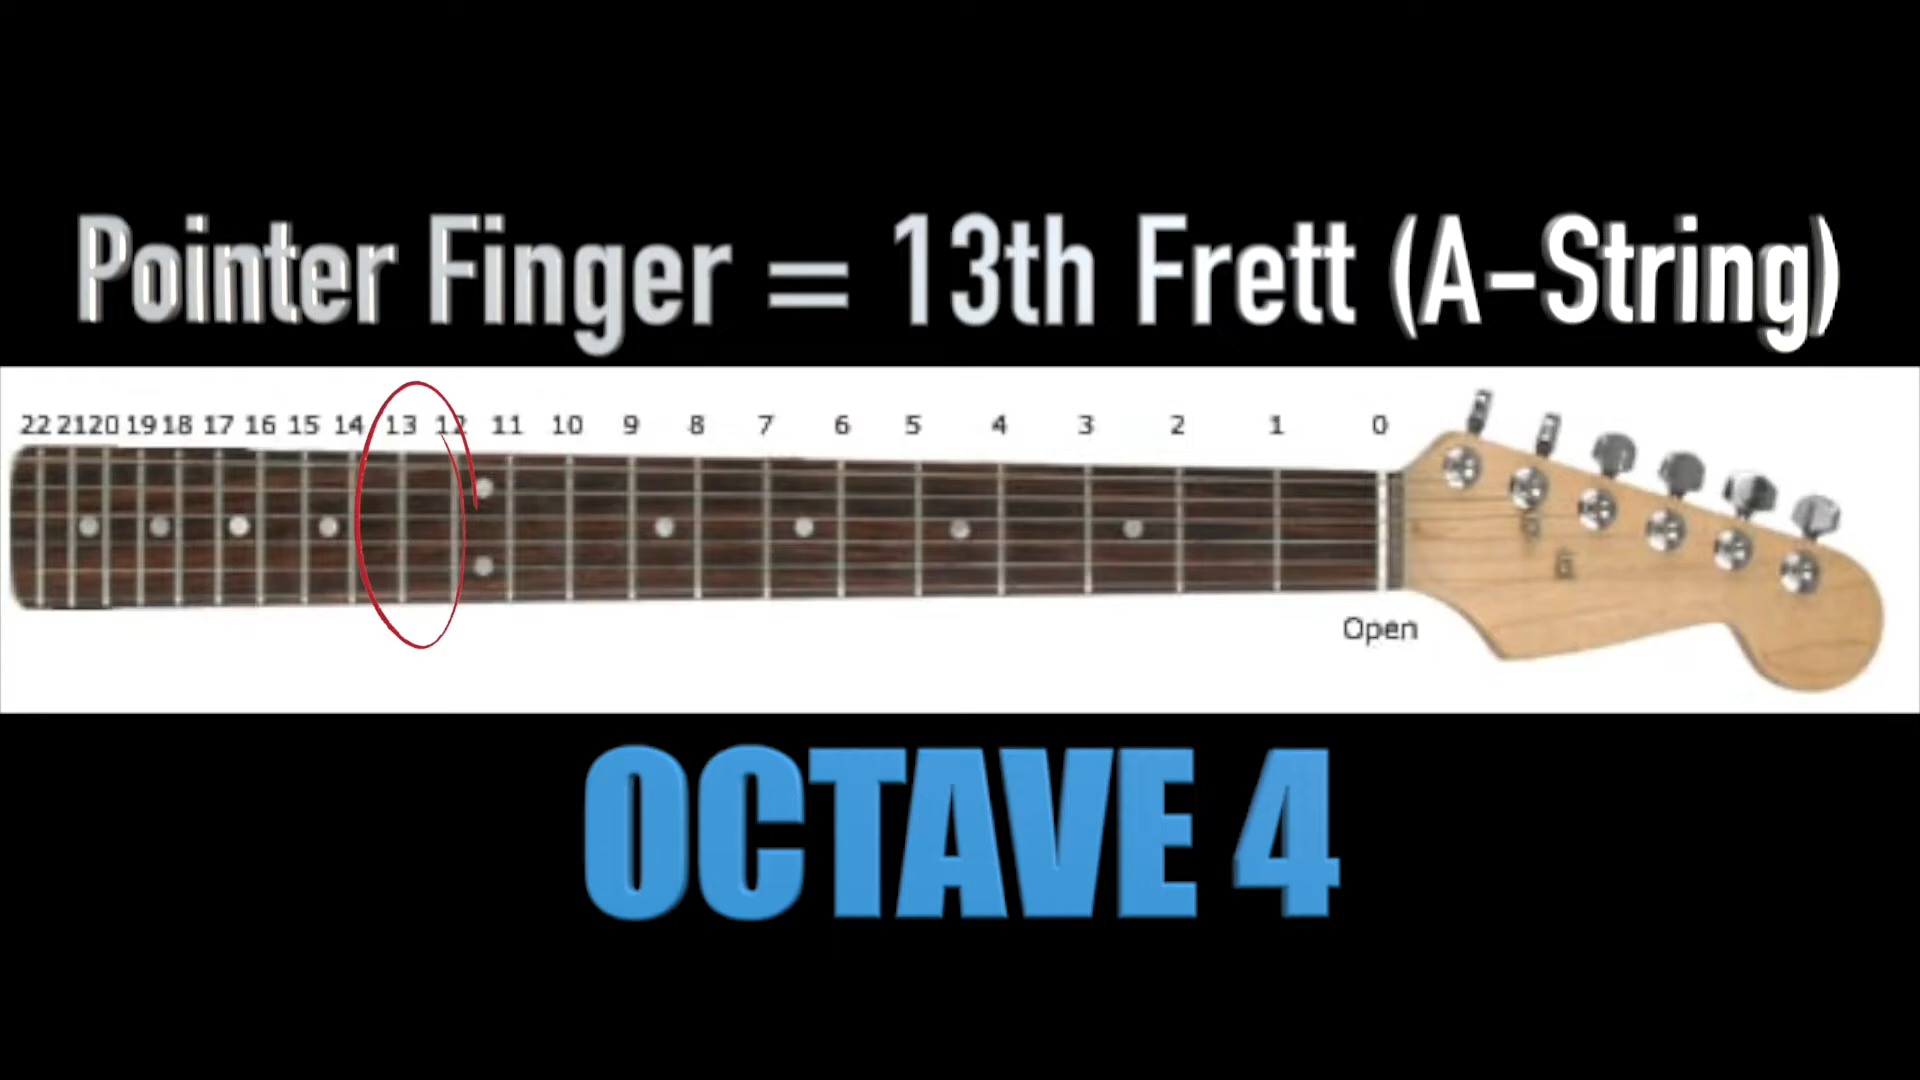 Pointer Finger = 13th Frett (A-String)
22 21 20 19 18 17 16 15 14 13 12 11 10 9 8 7 6 5 4 3 2 1 0
Open
OCTAVE 4